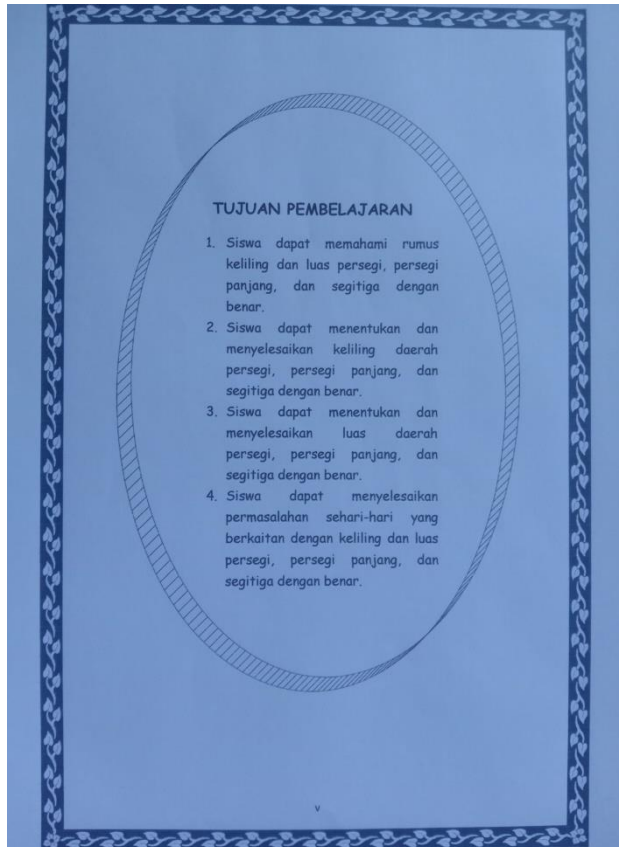 TUJUAN PEMBELAJARAN
1. Siswa dapat memahami rumus
keliling dan luas persegi, persegi
panjang, dan segitiga dengan
benar.
2. Siswa dapat menentukan dan
menyelesaikan keliling daerah
persegi, persegi panjang, dan
segitiga dengan benar.
3. Siswa dapat menentukan dan
menyelesaikan luas daerah
persegi, persegi panjang, dan
segitiga dengan benar.
4. Siswa dapat menyelesaikan
permasalahan sehari-hari yang
berkaitan dengan keliling dan luas
persegi, persegi panjang, dan
segitiga dengan benar.
v